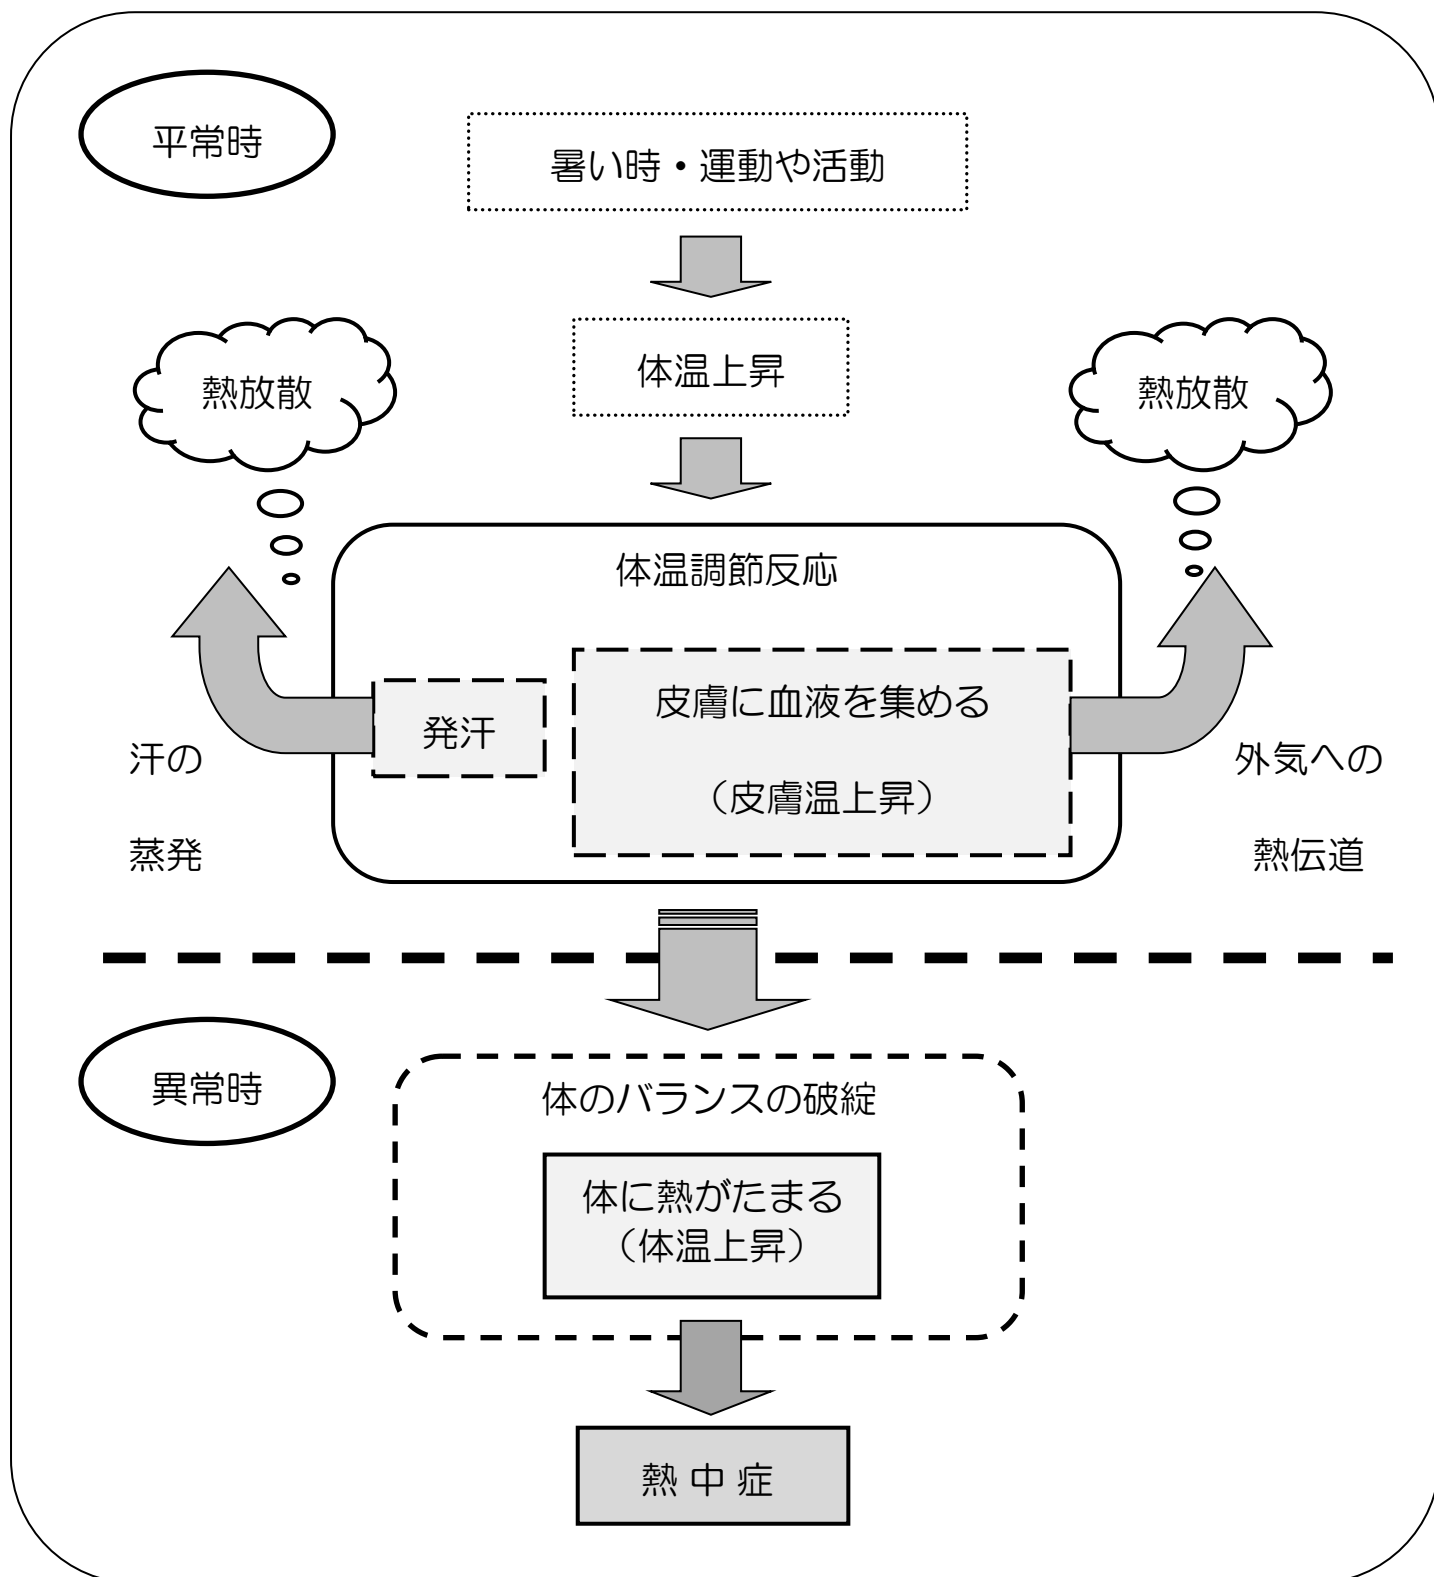 平常時
暑い時・運動や活動
体温上昇
熱放散
熱放散
体温調節反応
発汗
皮膚に血液を集める
（皮膚温上昇）
汗の
蒸発
外気への
熱伝道
異常時
体のバランスの破綻
体に熱がたまる
（体温上昇）
熱中症